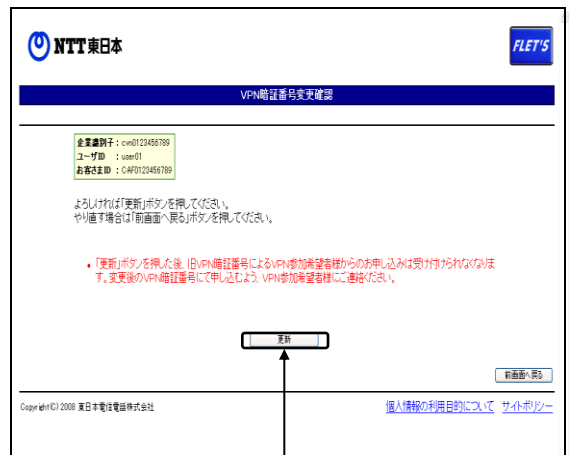 NTT東日本
FLET'S
VPN暗証番号変更確認
企業識別子：cvn0123456789
ユーザID ：user01
お客さまID ：CAF0123456789
よろしければ「更新」ボタンを押してください。
やり直す場合は「前画面へ戻る」ボタンを押してください。
• 「更新」ボタンを押した後、旧VPN暗証番号によるVPN参加希望者様からのお申し込みは受け付けられなくなりま
す。変更後のVPN暗証番号にて申し込むよう、VPN参加希望者様にご連絡ください。
更新
前画面へ戻る
Copyright(C) 2008 東日本電信電話株式会社
個人情報の利用目的について サイトポリシー